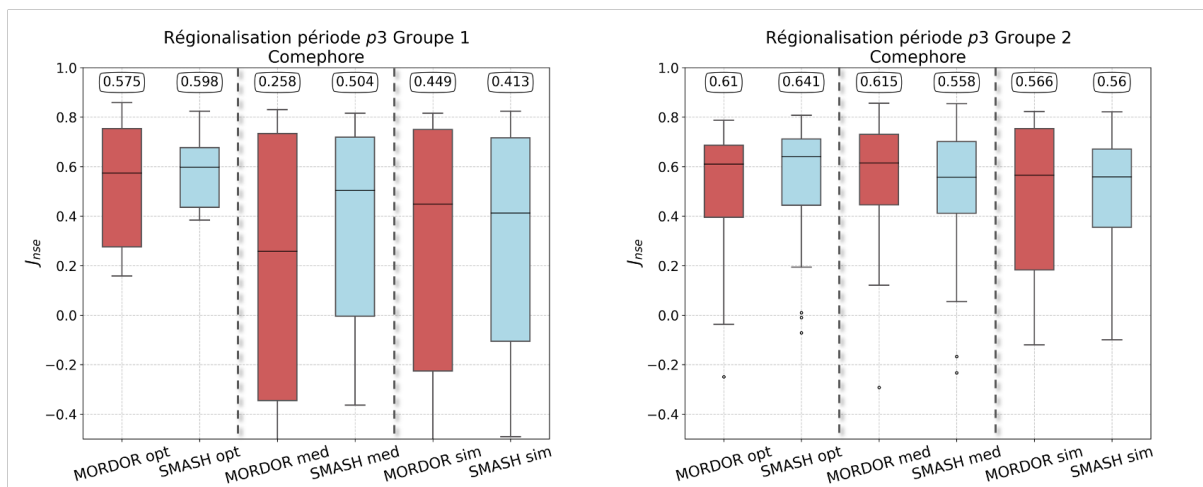 Régionalisation période p3 Groupe 1
Comephore
1.0
0.8
0.6
0.4
0.2
0.0
−0.2
−0.4
J_nse
0.575
0.598
0.258
0.504
0.449
0.413
MORDOR opt
SMASH opt
MORDOR med
SMASH med
MORDOR sim
SMASH sim
Régionalisation période p3 Groupe 2
Comephore
1.0
0.8
0.6
0.4
0.2
0.0
−0.2
−0.4
J_nse
0.61
0.641
0.615
0.558
0.566
0.56
MORDOR opt
SMASH opt
MORDOR med
SMASH med
MORDOR sim
SMASH sim